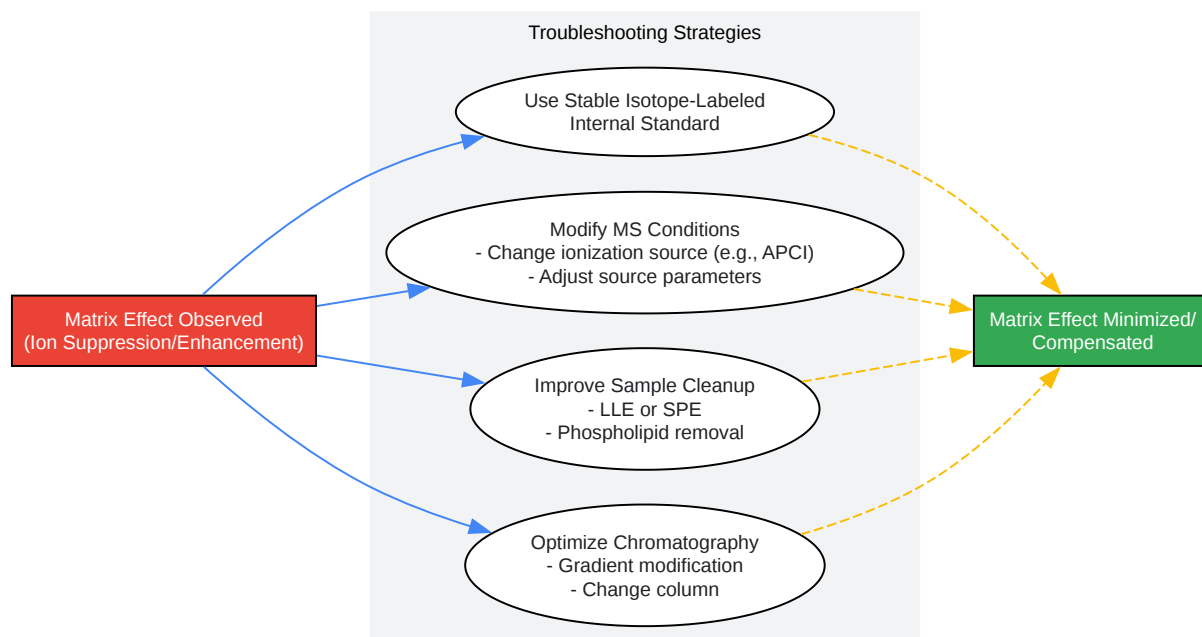 Troubleshooting Strategies
Use Stable Isotope-Labeled
Internal Standard
Modify MS Conditions
- Change ionization source (e.g., APCI)
- Adjust source parameters
Matrix Effect Observed
(Ion Suppression/Enhancement)
Matrix Effect Minimized/
Compensated
Improve Sample Cleanup
- LLE or SPE
- Phospholipid removal
Optimize Chromatography
- Gradient modification
- Change column